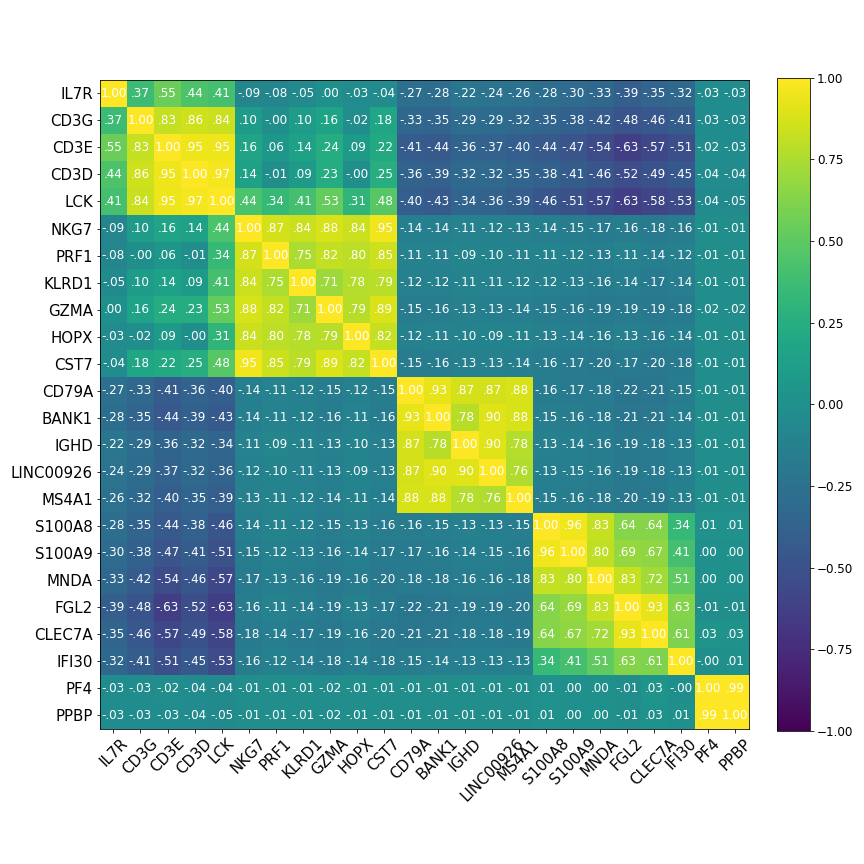 IL7R 1.00 .37 .55 .44 .41 -.09 -.08 -.05 .00 -.03 -.04 -.27 -.28 -.22 -.24 -.26 -.28 -.30 -.33 -.39 -.35 -.32 -.03 -.03
CD3G .37 1.00 .83 .86 .84 .10 -.00 .10 .16 -.02 .18 -.33 -.35 -.29 -.29 -.32 -.35 -.38 -.42 -.48 -.46 -.41 -.03 -.03
CD3E .55 .83 1.00 .95 .95 .16 .06 .14 .24 .09 .22 -.41 -.44 -.36 -.37 -.40 -.44 -.47 -.54 -.63 -.57 -.51 -.02 -.03
CD3D .44 .86 .95 1.00 .97 .14 -.01 .09 .23 -.00 .25 -.36 -.39 -.32 -.32 -.35 -.38 -.41 -.46 -.52 -.49 -.45 -.04 -.04
LCK .41 .84 .95 .97 1.00 .44 .34 .41 .53 .31 .48 -.40 -.43 -.34 -.36 -.39 -.46 -.51 -.57 -.63 -.58 -.53 -.04 -.05
NKG7 -.09 .10 .16 .14 .44 1.00 .87 .84 .88 .84 .95 -.14 -.14 -.11 -.12 -.13 -.14 -.15 -.17 -.16 -.18 -.16 -.01 -.01
PRF1 -.08 -.00 .06 -.01 .34 .87 1.00 .75 .82 .80 .85 -.11 -.11 -.09 -.10 -.11 -.11 -.12 -.13 -.11 -.14 -.12 -.01 -.01
KLRD1 -.05 .10 .14 .09 .41 .84 .75 1.00 .71 .78 .79 -.12 -.12 -.11 -.11 -.12 -.12 -.13 -.16 -.14 -.17 -.14 -.01 -.01
GZMA .00 .16 .24 .23 .53 .88 .82 .71 1.00 .79 .89 -.15 -.16 -.13 -.13 -.14 -.15 -.16 -.19 -.19 -.19 -.18 -.02 -.02
HOPX -.03 -.02 .09 -.00 .31 .84 .80 .78 .79 1.00 .82 -.12 -.11 -.10 -.09 -.11 -.13 -.14 -.16 -.13 -.16 -.14 -.01 -.01
CST7 -.04 .18 .22 .25 .48 .95 .85 .79 .89 .82 1.00 -.15 -.16 -.13 -.13 -.14 -.16 -.17 -.20 -.17 -.20 -.18 -.01 -.01
CD79A -.27 -.33 -.41 -.36 -.40 -.14 -.11 -.12 -.15 -.12 -.15 1.00 .93 .87 .87 .88 -.16 -.17 -.18 -.22 -.21 -.15 -.01 -.01
BANK1 -.28 -.35 -.44 -.39 -.43 -.14 -.11 -.12 -.16 -.11 -.16 .93 1.00 .78 .90 .88 -.15 -.16 -.18 -.21 -.21 -.14 -.01 -.01
IGHD -.22 -.29 -.36 -.32 -.34 -.11 -.09 -.11 -.13 -.10 -.13 .87 .78 1.00 .90 .78 -.13 -.14 -.16 -.19 -.18 -.13 -.01 -.01
LINC00926 -.24 -.29 -.37 -.32 -.36 -.12 -.10 -.11 -.13 -.09 -.13 .87 .90 .90 1.00 .76 -.13 -.15 -.16 -.19 -.18 -.13 -.01 -.01
MS4A1 -.26 -.32 -.40 -.35 -.39 -.13 -.11 -.12 -.14 -.11 -.14 .88 .88 .78 .76 1.00 -.15 -.16 -.18 -.20 -.19 -.13 -.01 -.01
S100A8 -.28 -.35 -.44 -.38 -.46 -.14 -.11 -.12 -.15 -.13 -.16 -.16 -.15 -.13 -.13 -.15 1.00 .96 .83 .64 .64 .34 .01 .01
S100A9 -.30 -.38 -.47 -.41 -.51 -.15 -.12 -.13 -.16 -.14 -.17 -.17 -.16 -.14 -.15 -.16 .96 1.00 .80 .69 .67 .41 .00 .00
MNDA -.33 -.42 -.54 -.46 -.57 -.17 -.13 -.16 -.19 -.16 -.20 -.18 -.18 -.16 -.16 -.18 .83 .80 1.00 .83 .72 .51 .00 .00
FGL2 -.39 -.48 -.63 -.52 -.63 -.16 -.11 -.14 -.19 -.13 -.17 -.22 -.21 -.19 -.19 -.20 .64 .69 .83 1.00 .93 .63 -.01 -.01
CLEC7A -.35 -.46 -.57 -.49 -.58 -.18 -.14 -.17 -.19 -.16 -.20 -.21 -.21 -.18 -.18 -.19 .64 .67 .72 .93 1.00 .61 .03 .03
IFI30 -.32 -.41 -.51 -.45 -.53 -.16 -.12 -.14 -.18 -.14 -.18 -.15 -.14 -.13 -.13 -.13 .34 .41 .51 .63 .61 1.00 -.00 .01
PF4 -.03 -.03 -.02 -.04 -.04 -.01 -.01 -.01 -.02 -.01 -.01 -.01 -.01 -.01 -.01 -.01 .01 .00 .00 -.01 .03 -.00 1.00 .99
PPBP -.03 -.03 -.03 -.04 -.05 -.01 -.01 -.01 -.02 -.01 -.01 -.01 -.01 -.01 -.01 -.01 .01 .00 .00 -.01 .03 .01 .99 1.00
IL7R CD3G CD3E CD3D LCK NKG7 PRF1 KLRD1 GZMA HOPX CST7 CD79A BANK1 IGHD LINC00926 MS4A1 S100A8 S100A9 MNDA FGL2 CLEC7A IFI30 PF4 PPBP
1.00
0.75
0.50
0.25
0.00
−0.25
−0.50
−0.75
−1.00